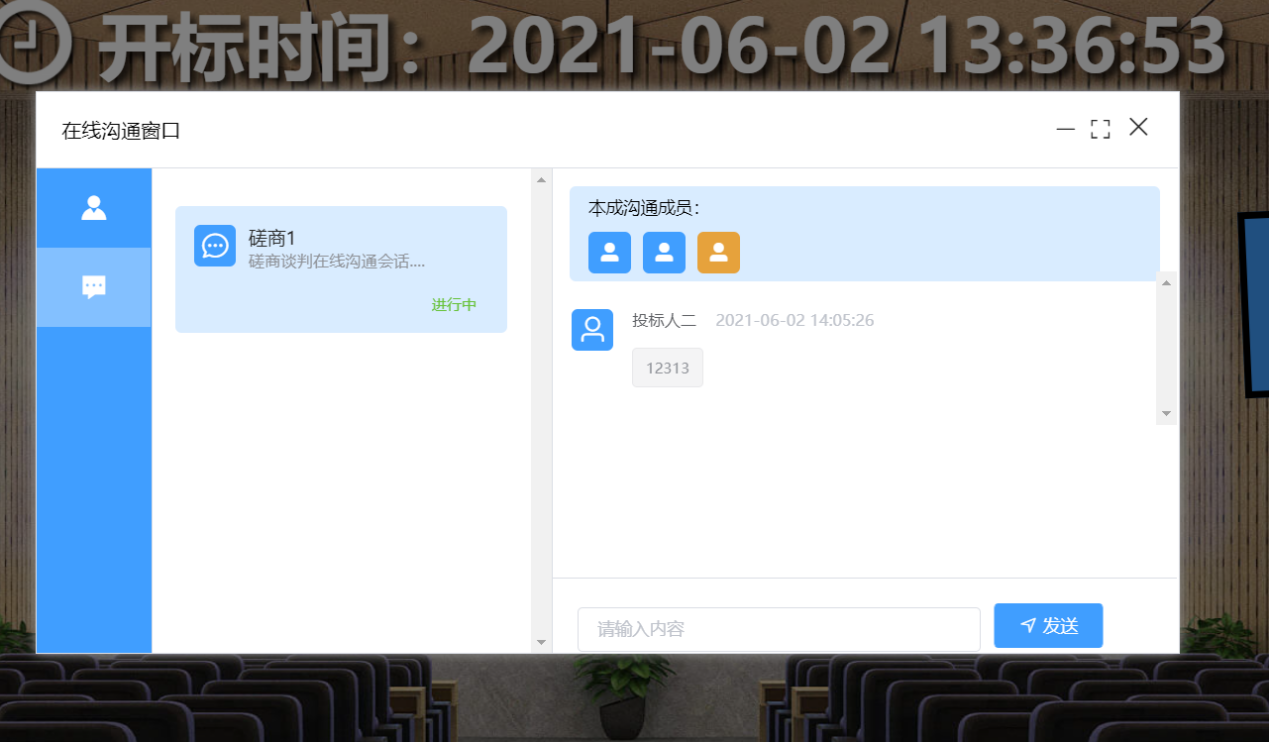 开标时间：2021-06-02 13:36:53
在线沟通窗口
磋商1
磋商谈判在线沟通会话....
进行中
本成沟通成员：
投标人二 2021-06-02 14:05:26
12313
请输入内容
发送